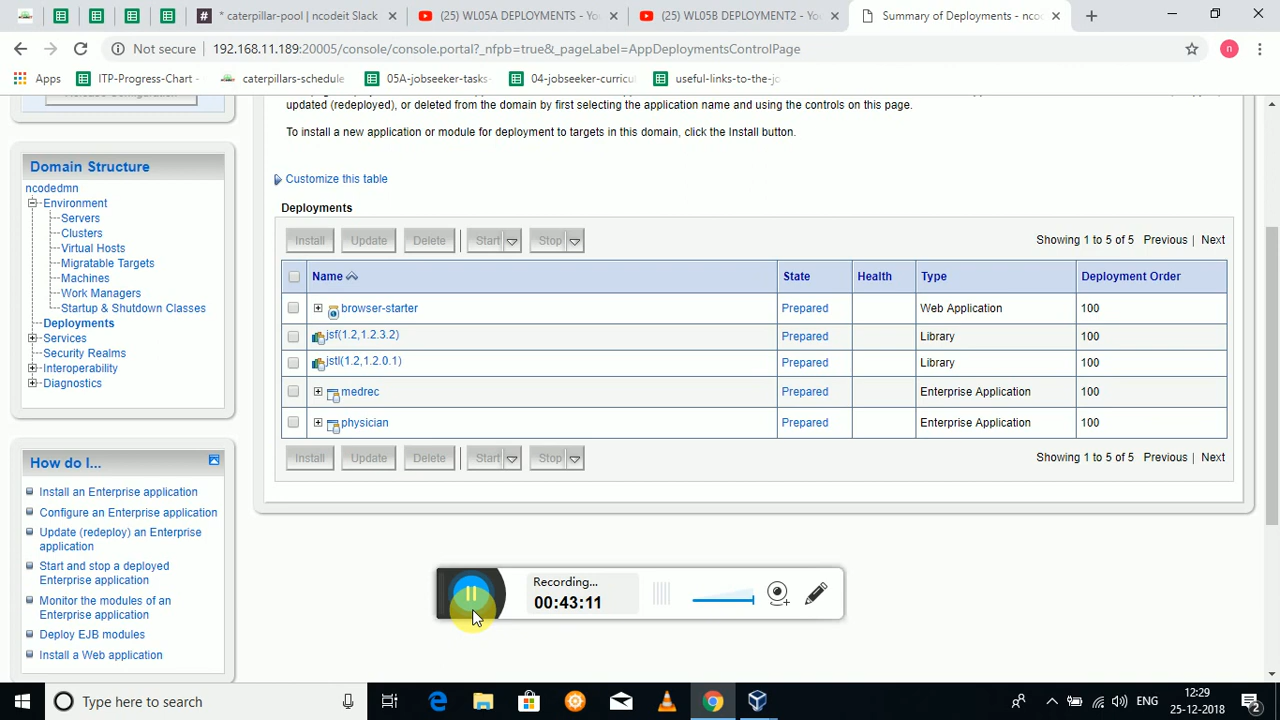 * caterpillar-pool | ncodeit Slack
(25) WL05A DEPLOYMENTS - Yo
(25) WL05B DEPLOYMENT2 - You
Summary of Deployments - ncod
Not secure
192.168.11.189:20005/console/console.portal?_nfpb=true&_pageLabel=AppDeploymentsControlPage
n
Apps
ITP-Progress-Chart -
caterpillars-schedule
05A-jobseeker-tasks-
04-jobseeker-curricu
useful-links-to-the-jo
updated (redeployed), or deleted from the domain by first selecting the application name and using the controls on this page.
To install a new application or module for deployment to targets in this domain, click the Install button.
Customize this table
Deployments
Install Update Delete Start Stop
Showing 1 to 5 of 5 Previous | Next
Name State Health Type Deployment Order
browser-starter Prepared Web Application 100
jsf(1.2,1.2.3.2) Prepared Library 100
jstl(1.2,1.2.0.1) Prepared Library 100
medrec Prepared Enterprise Application 100
physician Prepared Enterprise Application 100
Install Update Delete Start Stop
Showing 1 to 5 of 5 Previous | Next
Domain Structure
ncodedmn
Environment
Servers
Clusters
Virtual Hosts
Migratable Targets
Machines
Work Managers
Startup & Shutdown Classes
Deployments
Services
Security Realms
Interoperability
Diagnostics
How do I...
Install an Enterprise application
Configure an Enterprise application
Update (redeploy) an Enterprise
application
Start and stop a deployed
Enterprise application
Monitor the modules of an
Enterprise application
Deploy EJB modules
Install a Web application
Recording...
00:43:11
Type here to search
ENG
12:29
25-12-2018
2